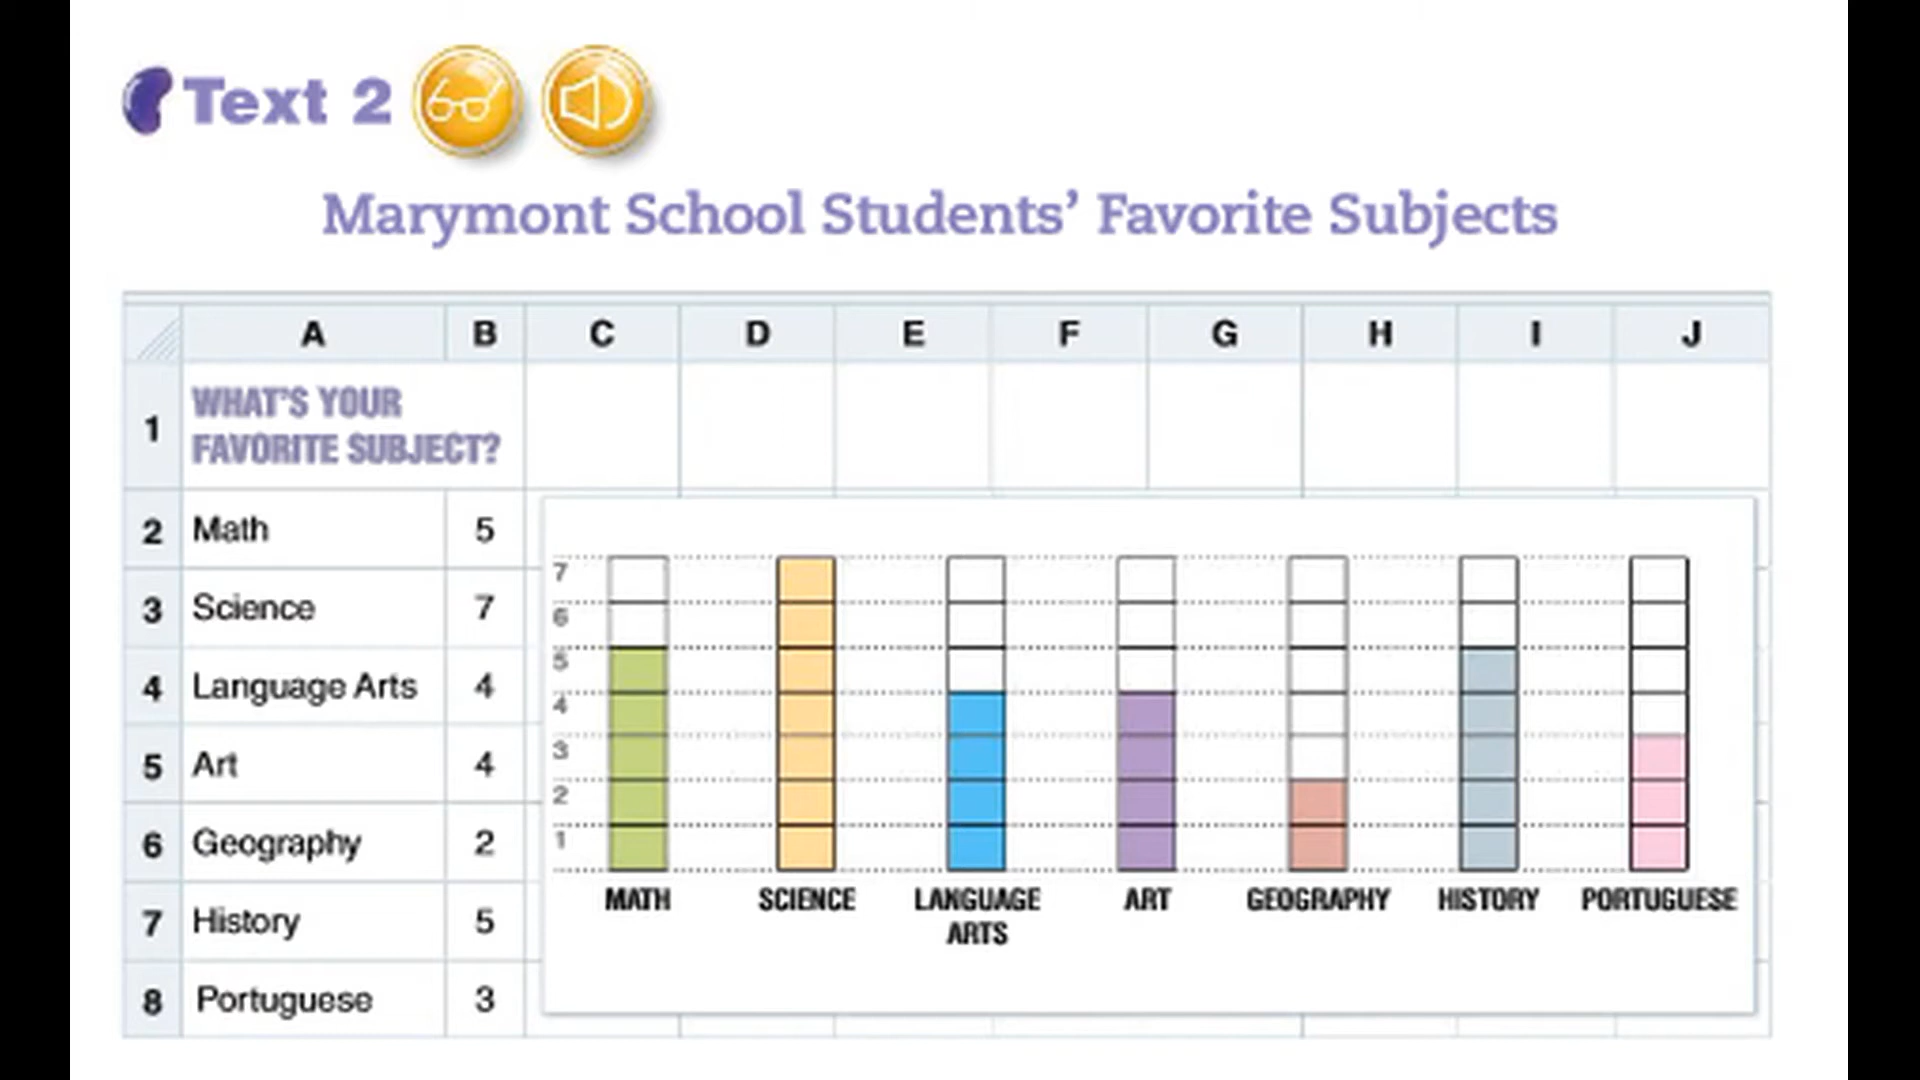 Text 2
Marymont School Students' Favorite Subjects
A B C D E F G H I J
1 WHAT'S YOUR
FAVORITE SUBJECT?
2 Math 5
3 Science 7
4 Language Arts 4
5 Art 4
6 Geography 2
7 History 5
8 Portuguese 3
7
6
5
4
3
2
1
MATH SCIENCE LANGUAGE ARTS ART GEOGRAPHY HISTORY PORTUGUESE